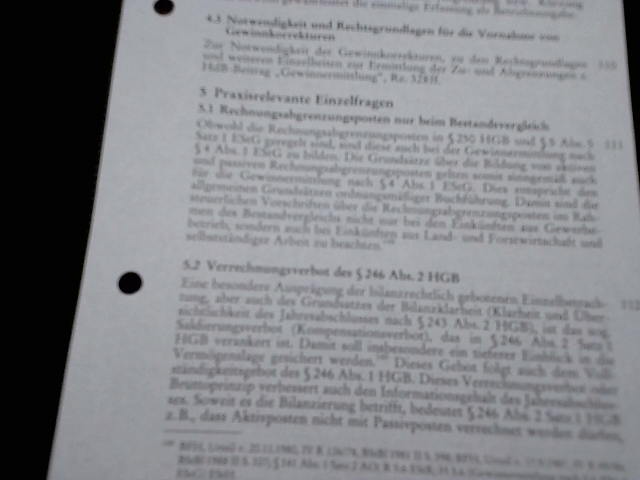 die einmalige Erfassung als Betriebsausgabe.
4.3 Notwendigkeit und Rechtsgrundlagen für die Vornahme von
Gewinnkorrekturen
Zur Notwendigkeit der Gewinnkorrekturen, zu den Rechtsgrundlagen
und weiteren Einzelheiten zur Ermittlung der Zu- und Abgrenzungen s.
HdB-Beitrag „Gewinnermittlung", Rz. 328 ff.
5 Praxisrelevante Einzelfragen
5.1 Rechnungsabgrenzungsposten nur beim Bestandsvergleich
Obwohl die Rechnungsabgrenzungsposten in § 250 HGB und § 5 Abs. 5
Satz 1 EStG geregelt sind, sind diese auch bei der Gewinnermittlung nach
§ 4 Abs. 1 EStG zu bilden. Die Grundsätze über die Bildung von aktiven
und passiven Rechnungsabgrenzungsposten gelten somit sinngemäß auch
für die Gewinnermittlung nach § 4 Abs. 1 EStG. Dies entspricht den
allgemeinen Grundsätzen ordnungsmäßiger Buchführung. Damit sind die
steuerlichen Vorschriften über die Rechnungsabgrenzungsposten im Rah-
men des Bestandsvergleichs nicht nur bei den Einkünften aus Gewerbe-
betrieb, sondern auch bei Einkünften aus Land- und Forstwirtschaft und
selbstständiger Arbeit zu beachten.
5.2 Verrechnungsverbot des § 246 Abs. 2 HGB
Eine besondere Ausprägung der bilanzrechtlich gebotenen Einzelbetrach-
tung, aber auch des Grundsatzes der Bilanzklarheit (Klarheit und Über-
sichtlichkeit des Jahresabschlusses nach § 243 Abs. 2 HGB), ist das sog.
Saldierungsverbot (Kompensationsverbot), das in § 246 Abs. 2 Satz 1
HGB verankert ist. Damit soll insbesondere ein tieferer Einblick in die
Vermögenslage gesichert werden. Dieses Gebot folgt auch dem Voll-
ständigkeitsgebot des § 246 Abs. 1 HGB. Dieses Verrechnungsverbot oder
Bruttoprinzip verbessert auch den Informationsgehalt des Jahresabschlus-
ses. Soweit es die Bilanzierung betrifft, bedeutet § 246 Abs. 2 Satz 1 HGB
z. B., dass Aktivposten nicht mit Passivposten verrechnet werden dürfen,